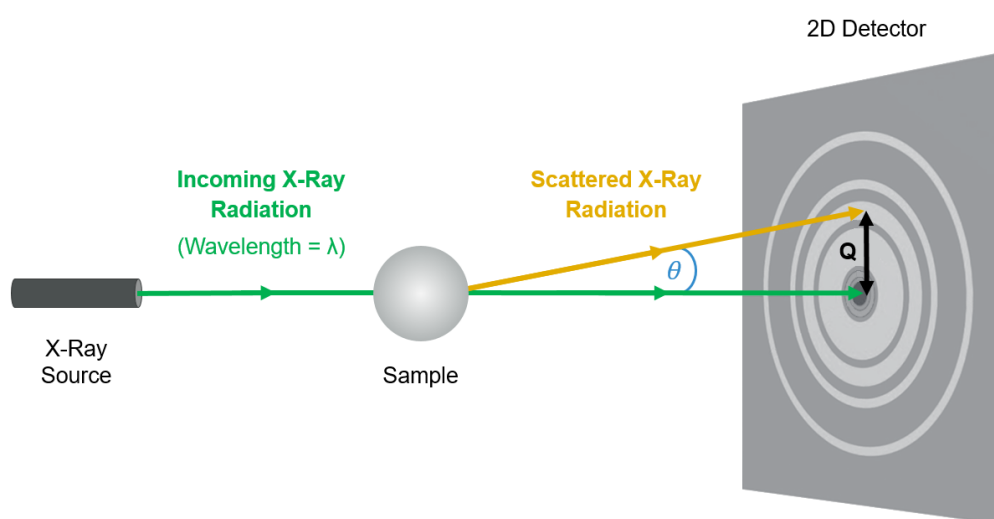 2D Detector
Incoming X-Ray
Radiation
(Wavelength = λ)
Scattered X-Ray
Radiation
θ
Q
X-Ray
Source
Sample